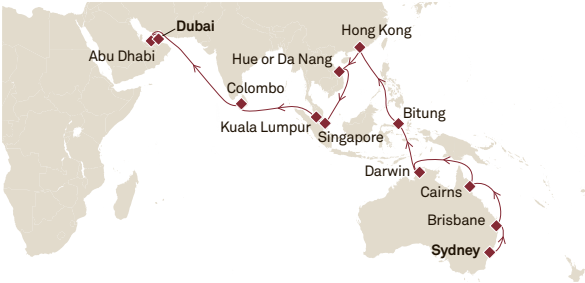 Dubai
Hong Kong
Abu Dhabi
Hue or Da Nang
Colombo
Bitung
Kuala Lumpur
Singapore
Darwin
Cairns
Brisbane
Sydney